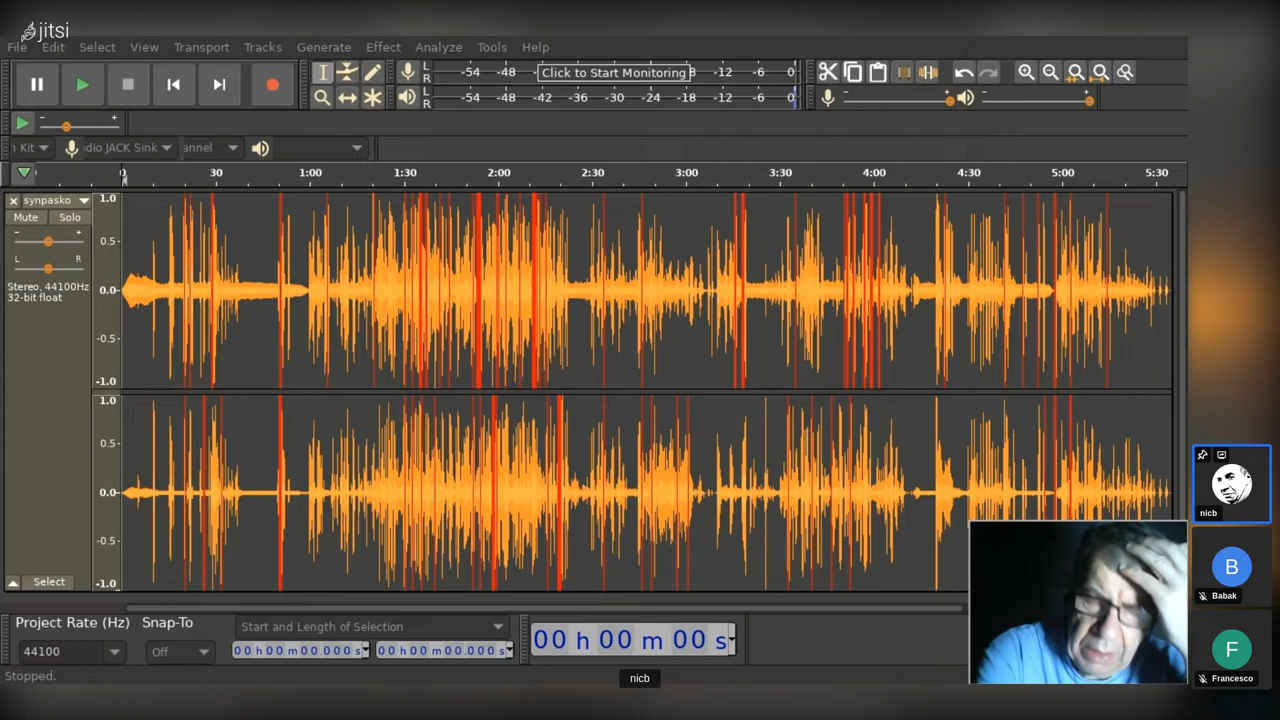 jitsi
File Edit Select View Transport Tracks Generate Effect Analyze Tools Help
L
R
-54 -48 Click to Start Monitoring 8 -12 -6 0
L
R
-54 -48 -42 -36 -30 -24 -18 -12 -6 0
- +
- +
- +
n Kit udio JACK Sink annel
0 30 1:00 1:30 2:00 2:30 3:00 3:30 4:00 4:30 5:00 5:30
synpasko
Mute Solo
- +
L R
Stereo, 44100Hz
32-bit float
1.0
0.5
0.0
-0.5
-1.0
1.0
0.5
0.0
-0.5
-1.0
Select
Project Rate (Hz) Snap-To
44100 Off
Start and Length of Selection
00 h 00 m 00.000 s 00 h 00 m 00.000 s
00 h 00 m 00 s
Stopped.
nicb
nicb
B
Babak
F
Francesco